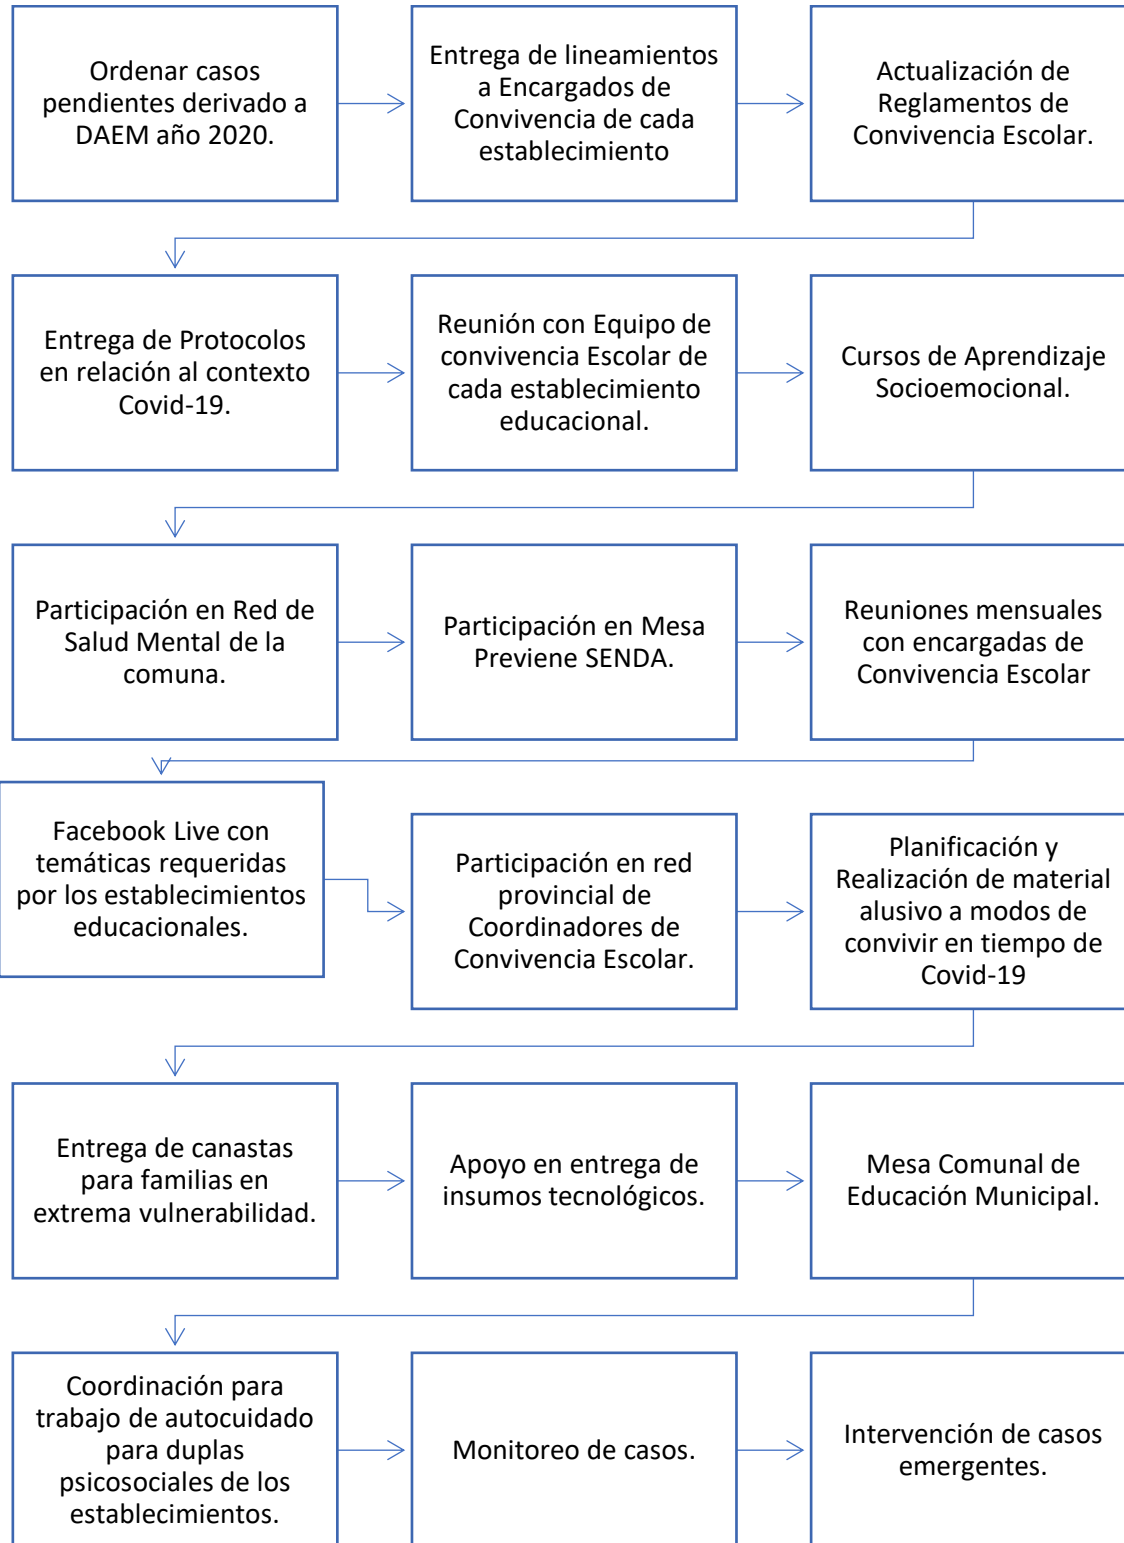 Ordenar casos
pendientes derivado a
DAEM año 2020.
Entrega de lineamientos
a Encargados de
Convivencia de cada
establecimiento
Actualización de
Reglamentos de
Convivencia Escolar.
Entrega de Protocolos
en relación al contexto
Covid-19.
Reunión con Equipo de
convivencia Escolar de
cada establecimiento
educacional.
Cursos de Aprendizaje
Socioemocional.
Participación en Red de
Salud Mental de la
comuna.
Participación en Mesa
Previene SENDA.
Reuniones mensuales
con encargadas de
Convivencia Escolar
Facebook Live con
temáticas requeridas
por los establecimientos
educacionales.
Participación en red
provincial de
Coordinadores de
Convivencia Escolar.
Planificación y
Realización de material
alusivo a modos de
convivir en tiempo de
Covid-19
Entrega de canastas
para familias en
extrema vulnerabilidad.
Apoyo en entrega de
insumos tecnológicos.
Mesa Comunal de
Educación Municipal.
Coordinación para
trabajo de autocuidado
para duplas
psicosociales de los
establecimientos.
Monitoreo de casos.
Intervención de casos
emergentes.